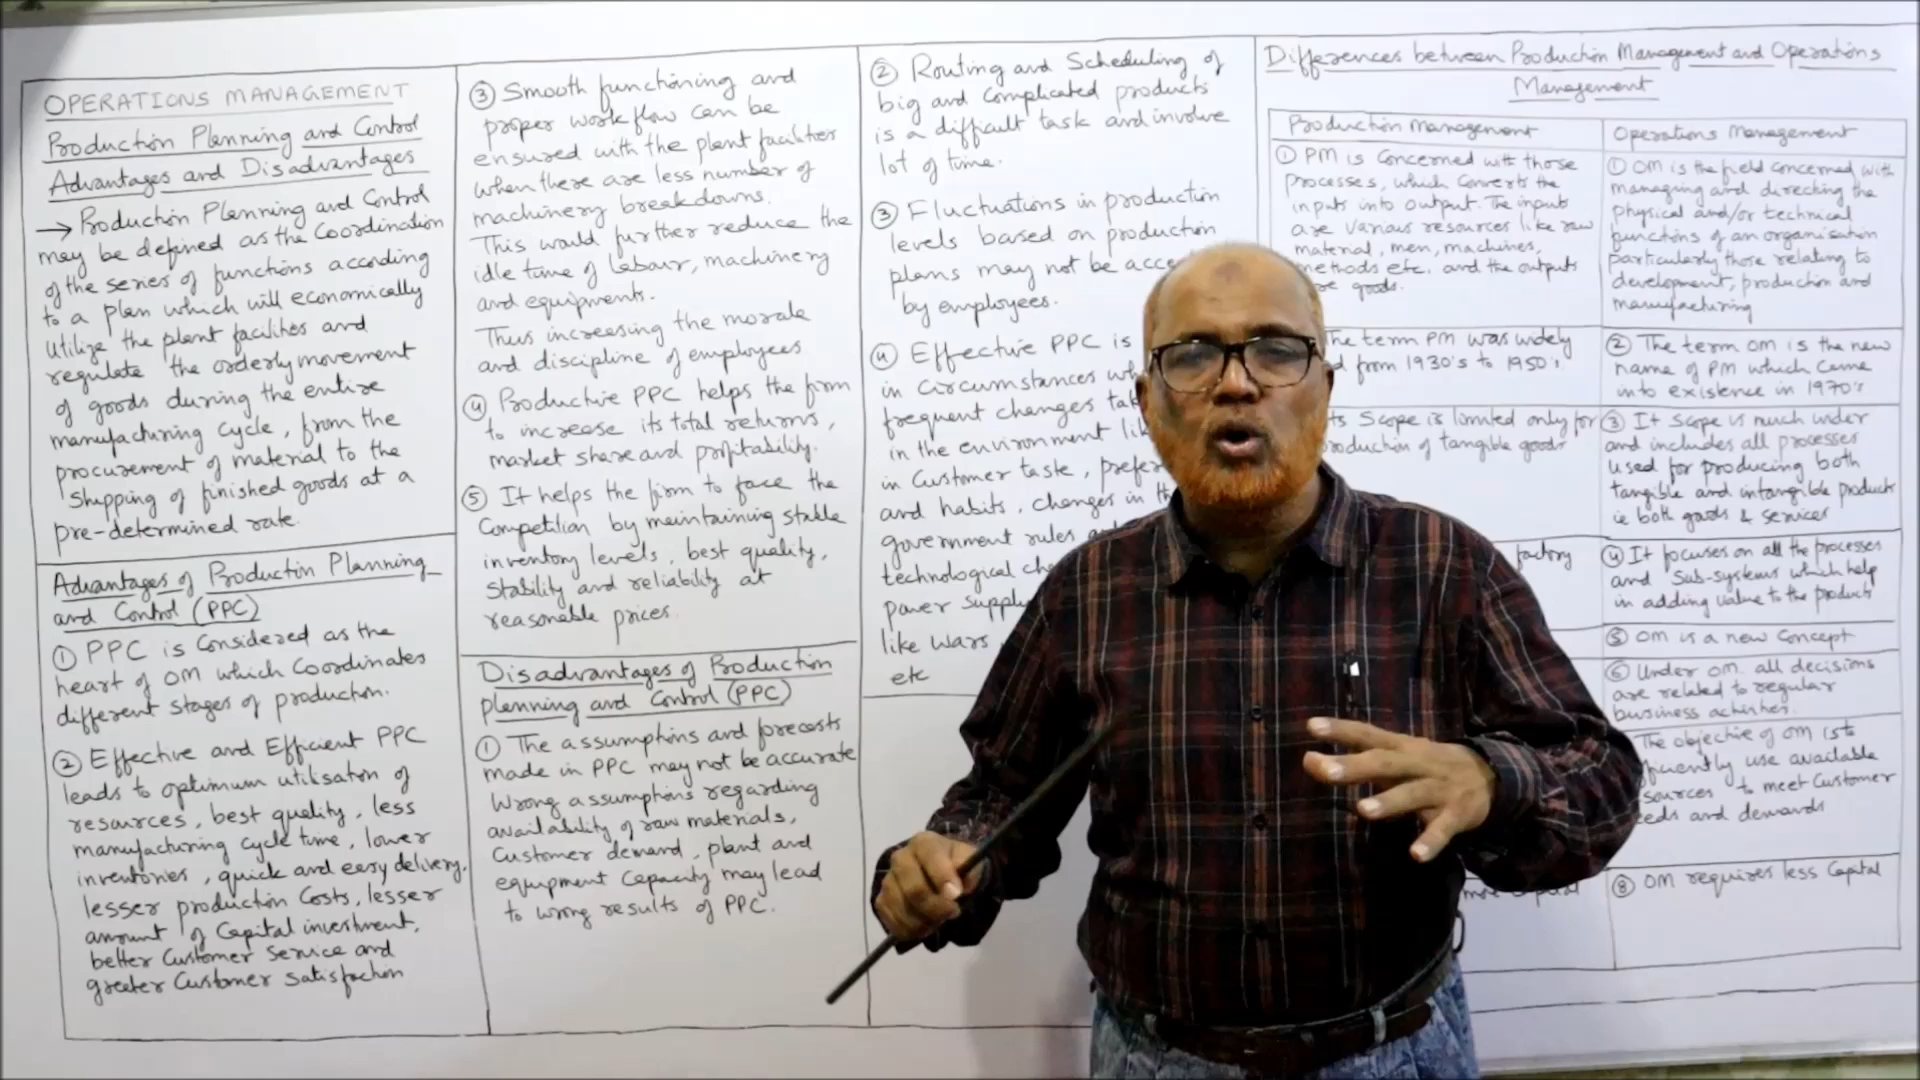 OPERATIONS MANAGEMENT
Production Planning and Control
Advantages and Disadvantages
→ Production Planning and Control
may be defined as the Coordination
of the series of functions according
to a plan which will economically
utilize the plant facilities and
regulate the orderly movement
of goods during the entire
manufacturing cycle, from the
procurement of material to the
shipping of finished goods at a
pre-determined rate.
Advantages of Production Planning
and Control (PPC)
① PPC is Considered as the
heart of OM which Coordinates
different stages of production.
② Effective and Efficient PPC
leads to optimum utilisation of
resources, best quality, less
manufacturing cycle time, lower
inventories, quick and easy delivery,
lesser production Costs, lesser
amount of Capital investment,
better Customer Service and
greater Customer Satisfaction
③ Smooth functioning and
proper work flow can be
ensured with the plant facilities
when there are less number of
machinery breakdowns.
This would further reduce the
idle time of labour, machinery
and equipments.
Thus increasing the morale
and discipline of employees
④ Productive PPC helps the firm
to increase its total returns,
market share and profitability.
⑤ It helps the firm to face the
Competition by maintaining stable
inventory levels, best quality,
stability and reliability at
reasonable prices.
Disadvantages of Production
planning and Control (PPC)
① The assumptions and forecasts
made in PPC may not be accurate
Wrong assumptions regarding
availability of raw materials,
Customer demand, plant and
equipment Capacity may lead
to wrong results of PPC.
② Routing and Scheduling of
big and Complicated products
is a difficult task and involve
lot of time.
③ Fluctuations in production
levels based on production
plans may not be
by employees.
④ Effective PPC is
in Circumstances
frequent changes
in the environment
in Customer taste,
and habits, changes in
government rules
technological
power supply
like wars
etc
Differences between Production Management and Operations
Management
Production Management
① PM is Concerned with those
processes, which Converts the
inputs into output. The inputs
are various resources like raw
material, men, machines,
methods etc. and the outputs
goods.
The term PM was widely
from 1930's to 1950's
Scope is limited only for
production of tangible goods
factory
more Capital
Operations Management
① OM is the field concerned with
managing and directing the
physical and/or technical
functions of an organisation
particularly those relating to
development, production and
manufacturing
② The term OM is the new
name of PM which Came
into existence in 1970's
③ It Scope is much wider
and includes all processes
used for producing both
tangible and intangible products
ie both goods & services
④ It focuses on all the processes
and sub-systems which help
in adding value to the products
⑤ OM is a new Concept
⑥ Under OM. all decisions
are related to regular
business activities.
The objective of OM is to
use available
to meet Customer
and demands
⑧ OM requires less Capital